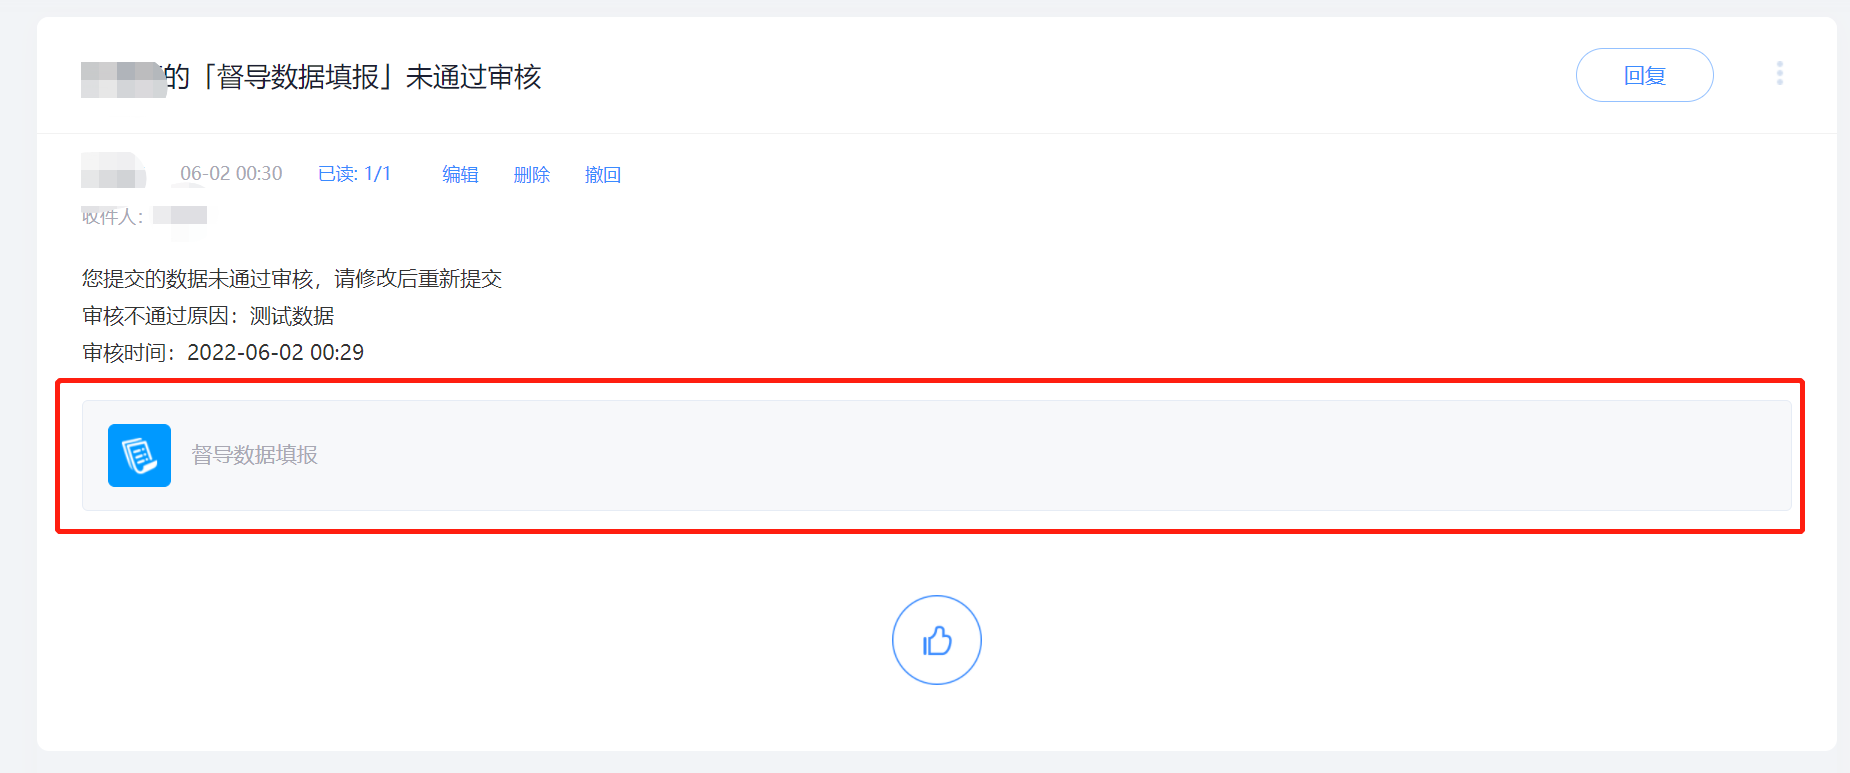 的「督导数据填报」未通过审核
回复
06-02 00:30 已读: 1/1 编辑 删除 撤回
收件人:
您提交的数据未通过审核，请修改后重新提交
审核不通过原因：测试数据
审核时间：2022-06-02 00:29
督导数据填报